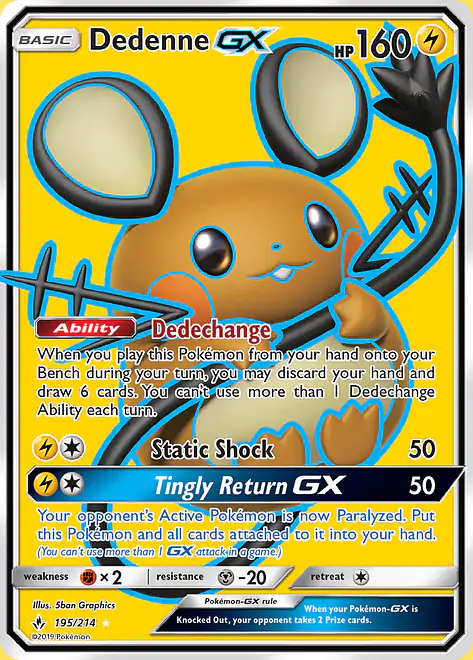 BASIC Dedenne GX HP 160
Ability Dedechange
When you play this Pokémon from your hand onto your
Bench during your turn, you may discard your hand and
draw 6 cards. You can't use more than 1 Dedechange
Ability each turn.
Static Shock 50
Tingly Return GX 50
Your opponent's Active Pokémon is now Paralyzed. Put
this Pokémon and all cards attached to it into your hand.
(You can't use more than 1 GX attack in a game.)
weakness ×2 resistance -20 retreat
Illus. 5ban Graphics
195/214
©2019 Pokémon
Pokémon-GX rule
When your Pokémon-GX is
Knocked Out, your opponent takes 2 Prize cards.